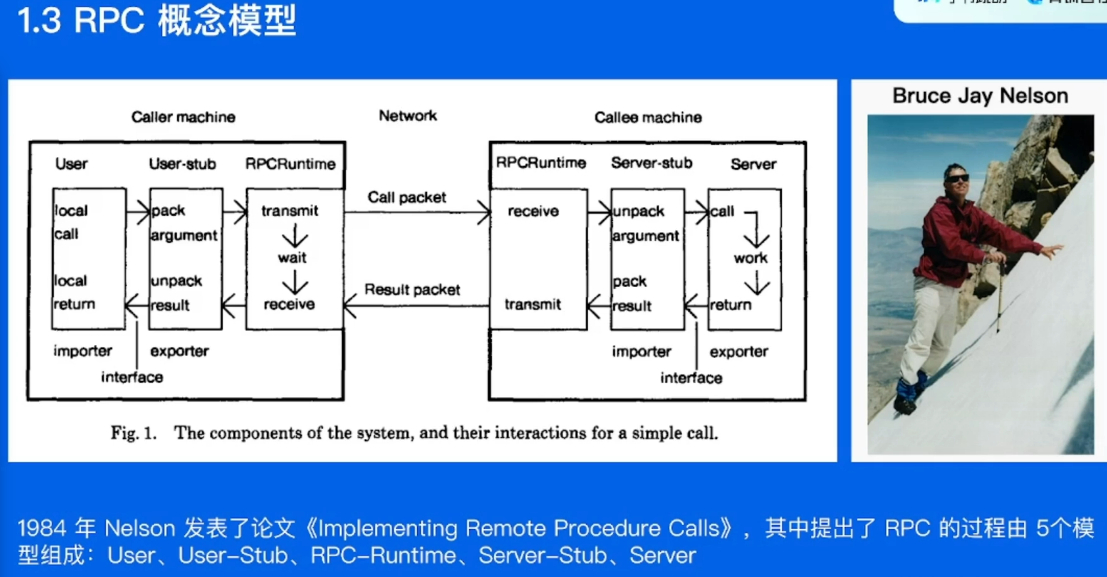 1.3 RPC 概念模型
Caller machine Network Callee machine
User User-stub RPCRuntime RPCRuntime Server-stub Server
Call packet
local pack transmit receive unpack call
call argument argument
wait work
local unpack pack
Result packet
return result receive transmit result return
importer exporter importer exporter
interface interface
Fig. 1. The components of the system, and their interactions for a simple call.
Bruce Jay Nelson
1984 年 Nelson 发表了论文《Implementing Remote Procedure Calls》，其中提出了 RPC 的过程由 5个模
型组成：User、User-Stub、RPC-Runtime、Server-Stub、Server